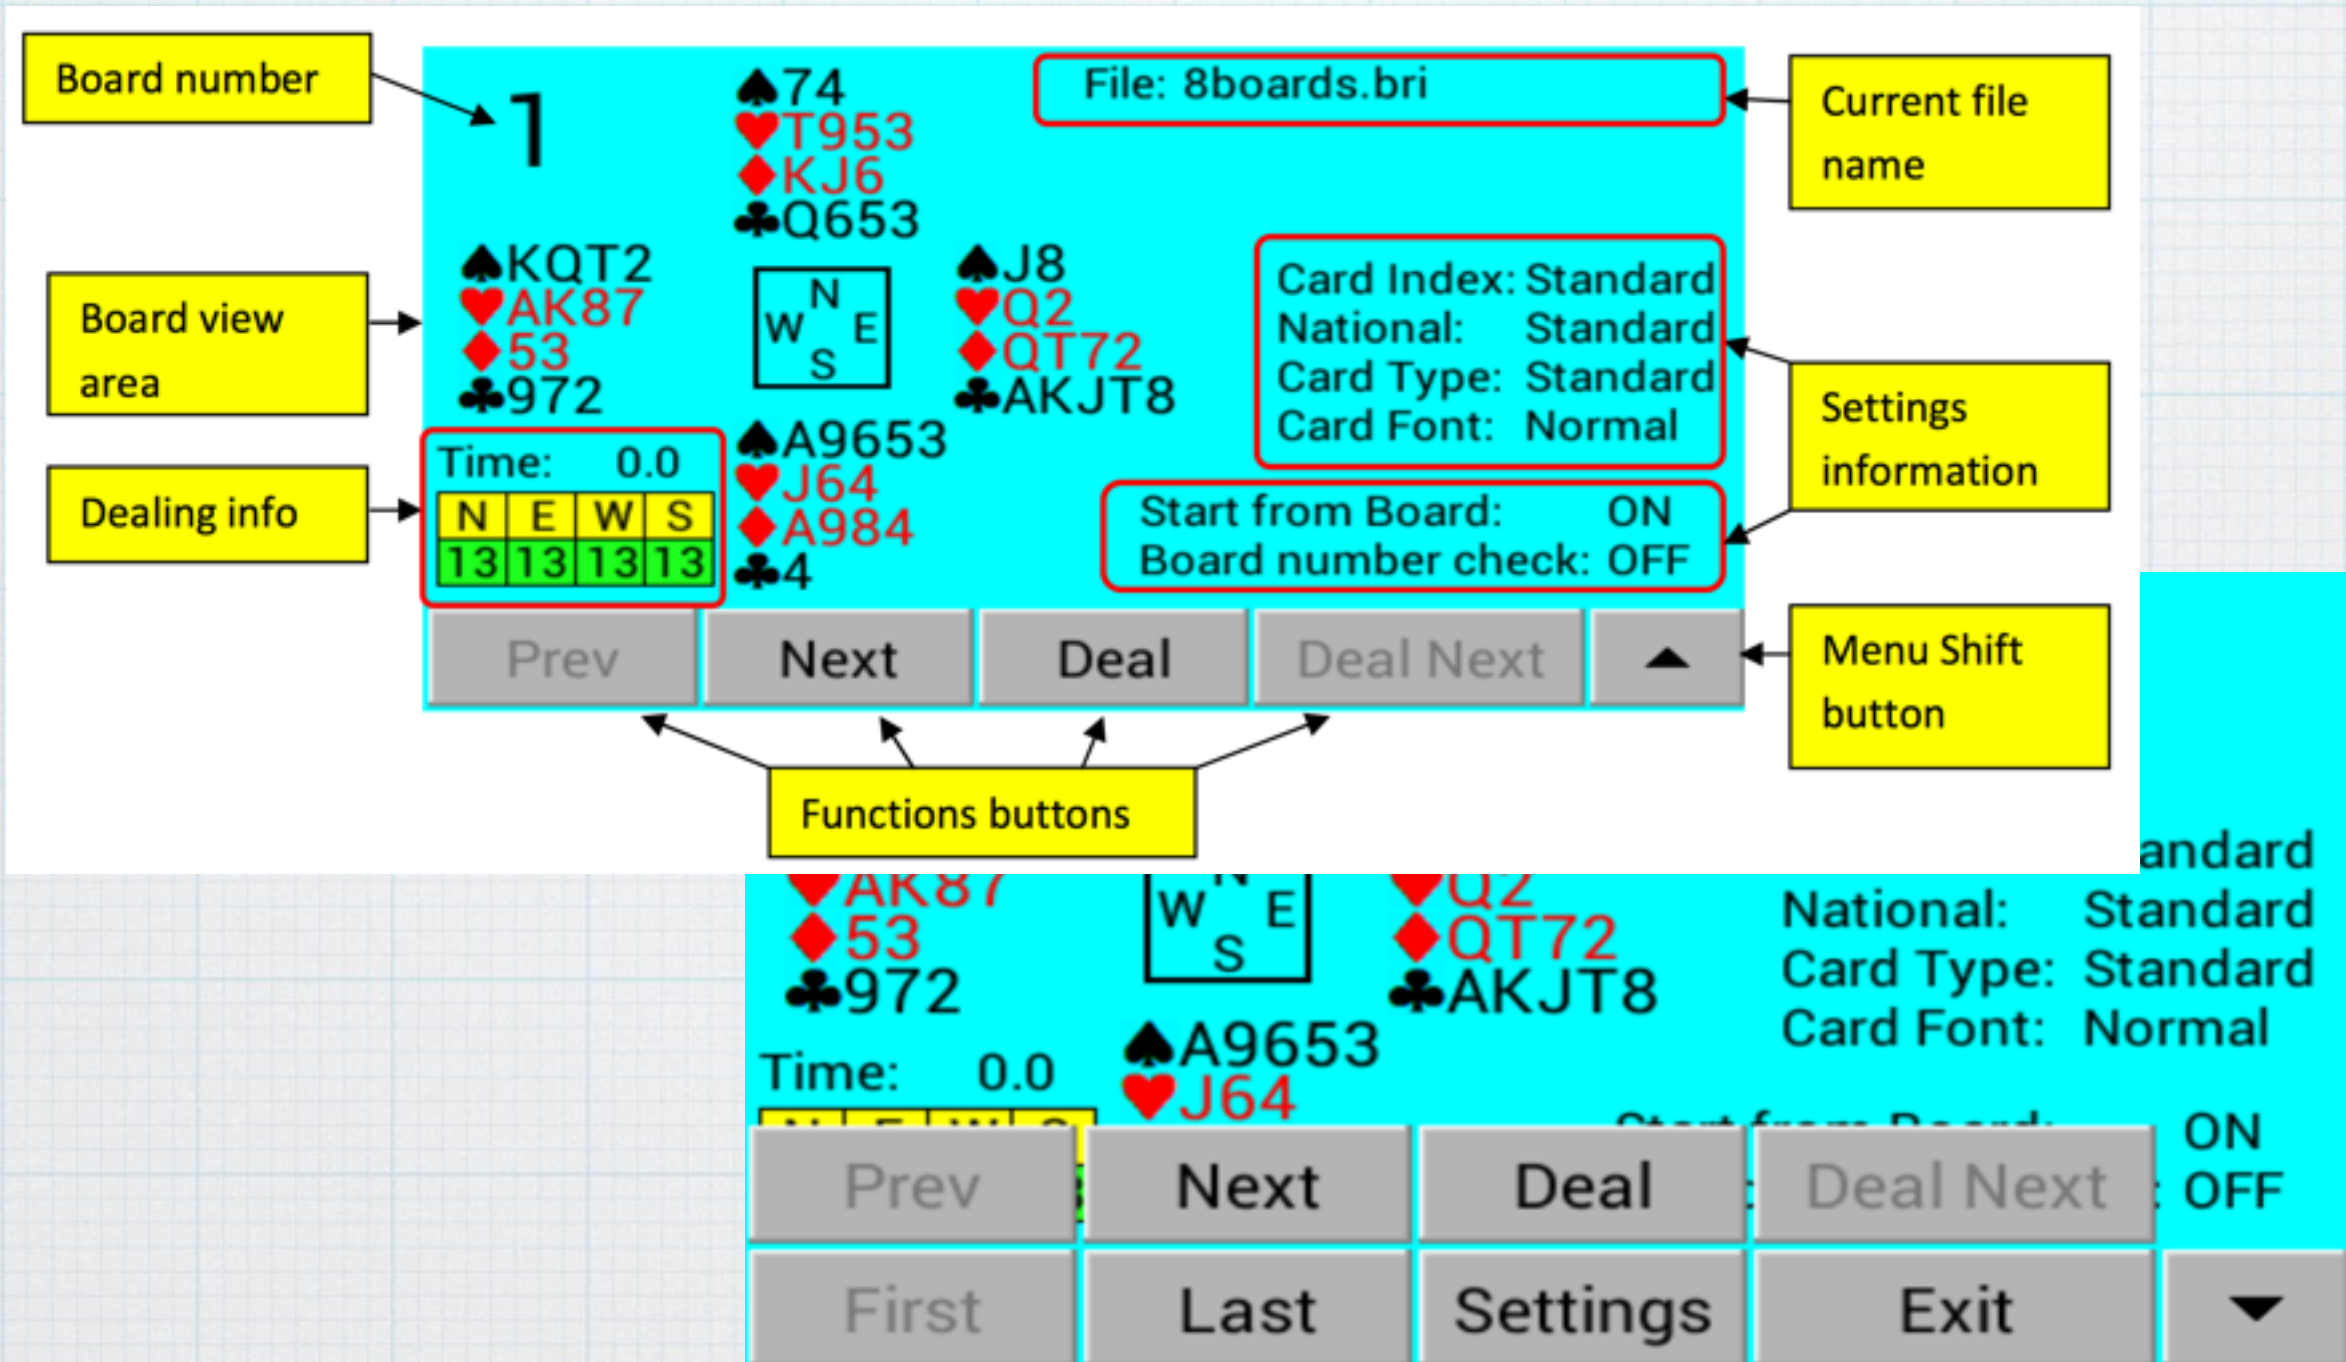 Board number
1
♠74
♥T953
♦KJ6
♣Q653
File: 8boards.bri
Current file
name
Board view
area
♠KQT2
♥AK87
♦53
♣972
N
W E
S
♠J8
♥Q2
♦QT72
♣AKJT8
Card Index: Standard
National: Standard
Card Type: Standard
Card Font: Normal
Settings
information
Dealing info
Time: 0.0
N E W S
13 13 13 13
♠A9653
♥J64
♦A984
♣4
Start from Board: ON
Board number check: OFF
Prev Next Deal Deal Next ▲
Menu Shift
button
Functions buttons
andard
♥AK87
♦53
♣972
N
W E
S
♥Q2
♦QT72
♣AKJT8
National: Standard
Card Type: Standard
Card Font: Normal
Time: 0.0
♠A9653
♥J64
N E W S
Start from Board: ON
: OFF
Prev Next Deal Deal Next
First Last Settings Exit ▼